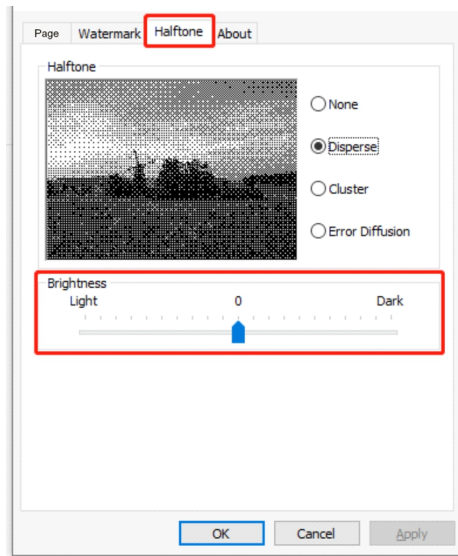 Page Watermark Halftone About
Halftone
None
Disperse
Cluster
Error Diffusion
Brightness
Light 0 Dark
OK Cancel Apply